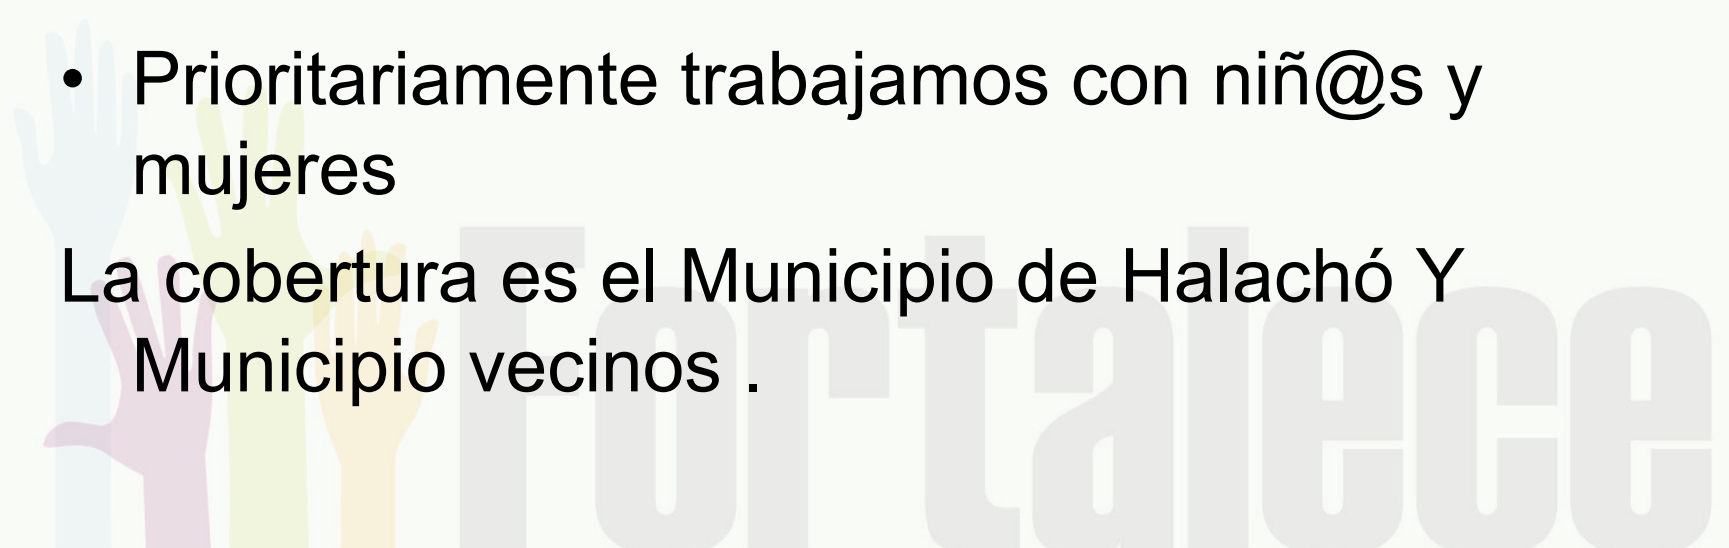 • Prioritariamente trabajamos con niñ@s y
mujeres
La cobertura es el Municipio de Halachó Y
Municipio vecinos .
Fortalece